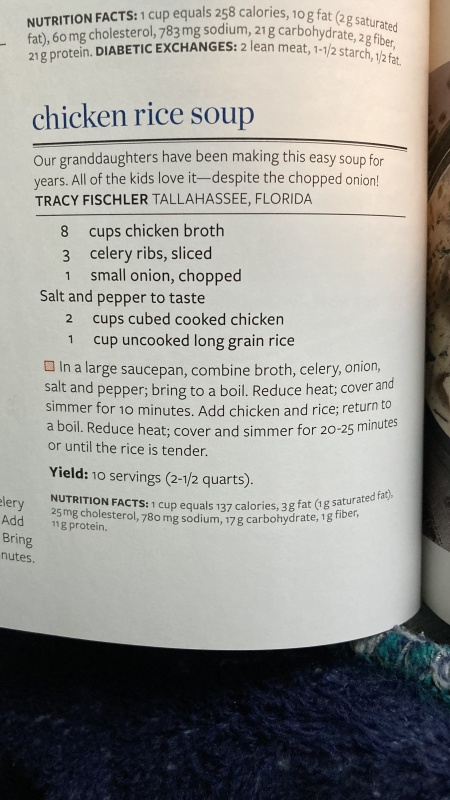 NUTRITION FACTS: 1 cup equals 258 calories, 10 g fat (2 g saturated
fat), 60 mg cholesterol, 783 mg sodium, 21 g carbohydrate, 2 g fiber,
21 g protein. DIABETIC EXCHANGES: 2 lean meat, 1-1/2 starch, 1/2 fat.
chicken rice soup
Our granddaughters have been making this easy soup for
years. All of the kids love it—despite the chopped onion!
TRACY FISCHLER TALLAHASSEE, FLORIDA
8 cups chicken broth
3 celery ribs, sliced
1 small onion, chopped
Salt and pepper to taste
2 cups cubed cooked chicken
1 cup uncooked long grain rice
In a large saucepan, combine broth, celery, onion,
salt and pepper; bring to a boil. Reduce heat; cover and
simmer for 10 minutes. Add chicken and rice; return to
a boil. Reduce heat; cover and simmer for 20-25 minutes
or until the rice is tender.
Yield: 10 servings (2-1/2 quarts).
NUTRITION FACTS: 1 cup equals 137 calories, 3 g fat (1 g saturated fat),
25 mg cholesterol, 780 mg sodium, 17 g carbohydrate, 1 g fiber,
11 g protein.
elery
Add
Bring
nutes.